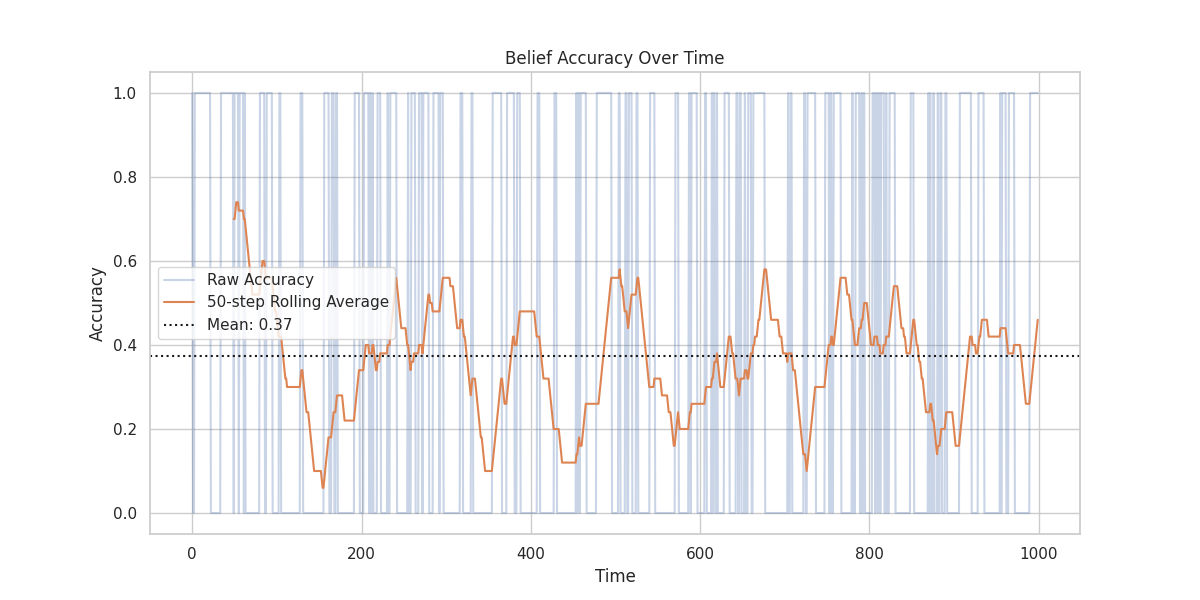 Belief Accuracy Over Time
1.0
0.8
0.6
0.4
0.2
0.0
Accuracy
Raw Accuracy
50-step Rolling Average
Mean: 0.37
0
200
400
600
800
1000
Time